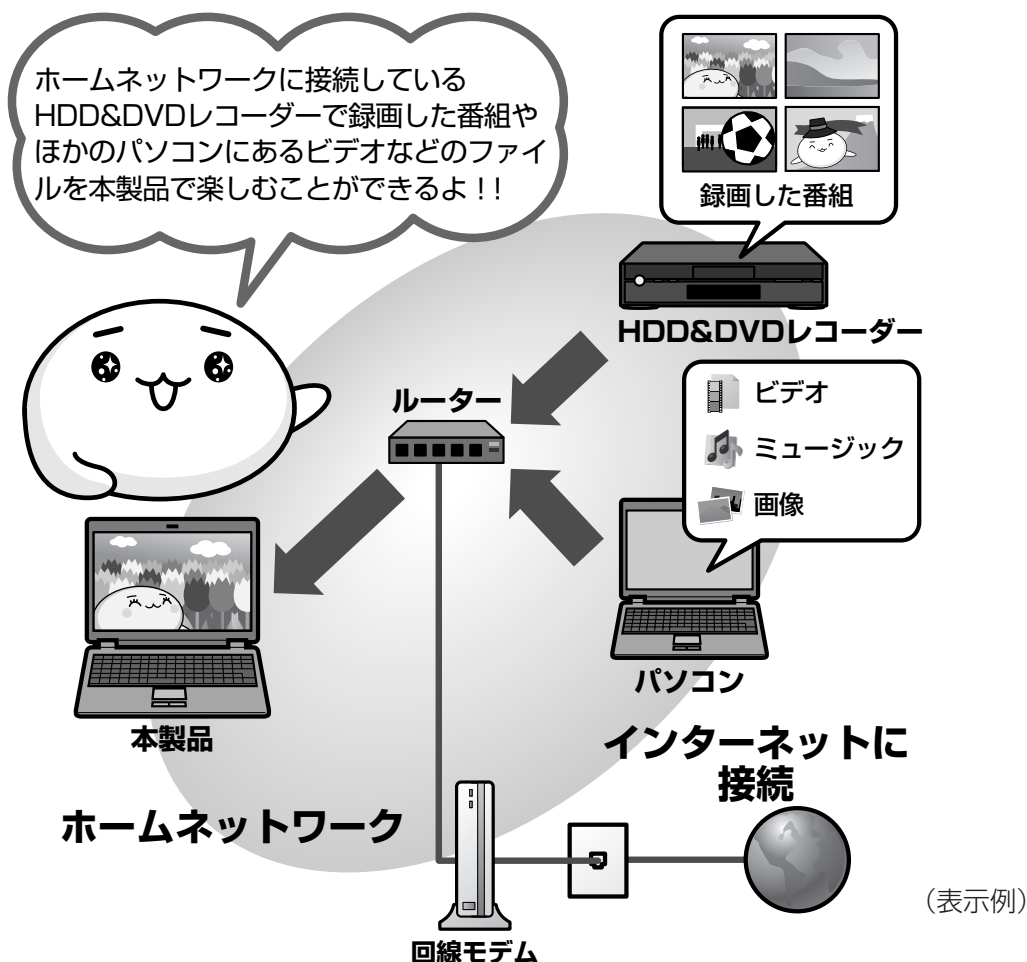 ホームネットワークに接続している
HDD&DVDレコーダーで録画した番組や
ほかのパソコンにあるビデオなどのファイ
ルを本製品で楽しむことができるよ!!
録画した番組
HDD&DVDレコーダー
ルーター
ビデオ
ミュージック
画像
パソコン
本製品
インターネットに
接続
ホームネットワーク
(表示例)
回線モデム